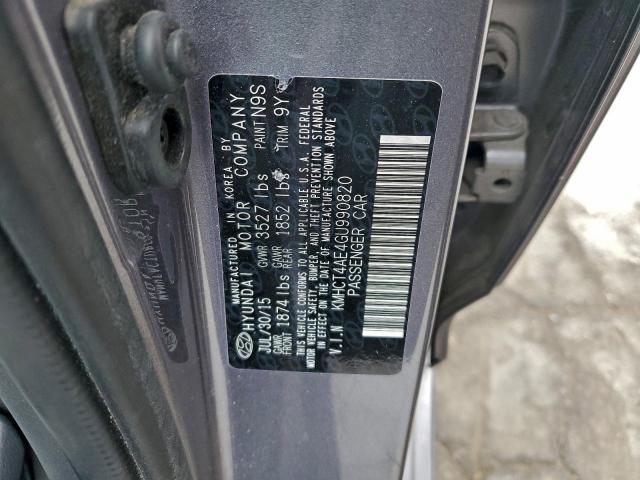 MANUFACTURED IN KOREA BY
HYUNDAI MOTOR COMPANY
JUL/30/15 GVWR 3527 lbs PAINT N9S
GAWR FRONT 1874 lbs GAWR REAR 1852 lbs TRIM 9Y
THIS VEHICLE CONFORMS TO ALL APPLICABLE U.S.A. FEDERAL
MOTOR VEHICLE SAFETY, BUMPER, AND THEFT PREVENTION STANDARDS
IN EFFECT ON THE DATE OF MANUFACTURE SHOWN ABOVE
V.I.N KMHCT4AE4GU990820
PASSENGER CAR